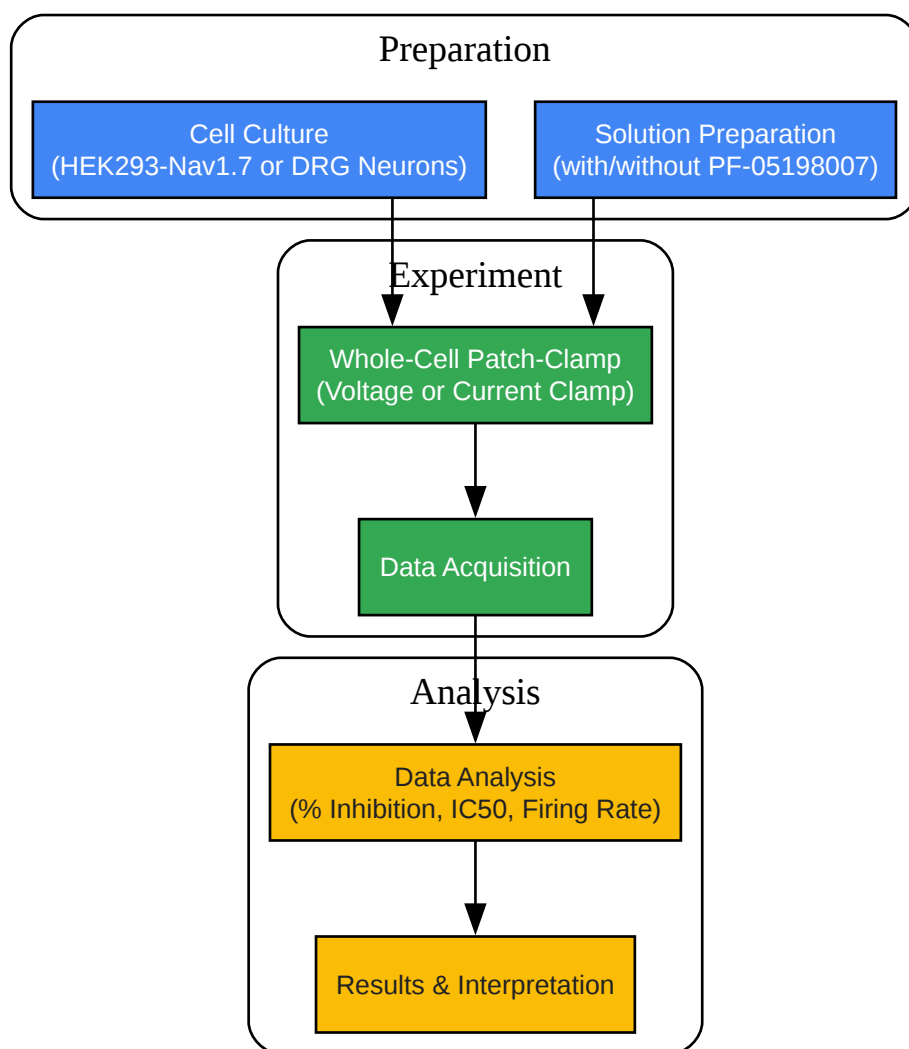 Preparation
Cell Culture
(HEK293-Nav1.7 or DRG Neurons)
Solution Preparation
(with/without PF-05198007)
Experiment
Whole-Cell Patch-Clamp
(Voltage or Current Clamp)
Data Acquisition
Analysis
Data Analysis
(% Inhibition, IC50, Firing Rate)
Results & Interpretation